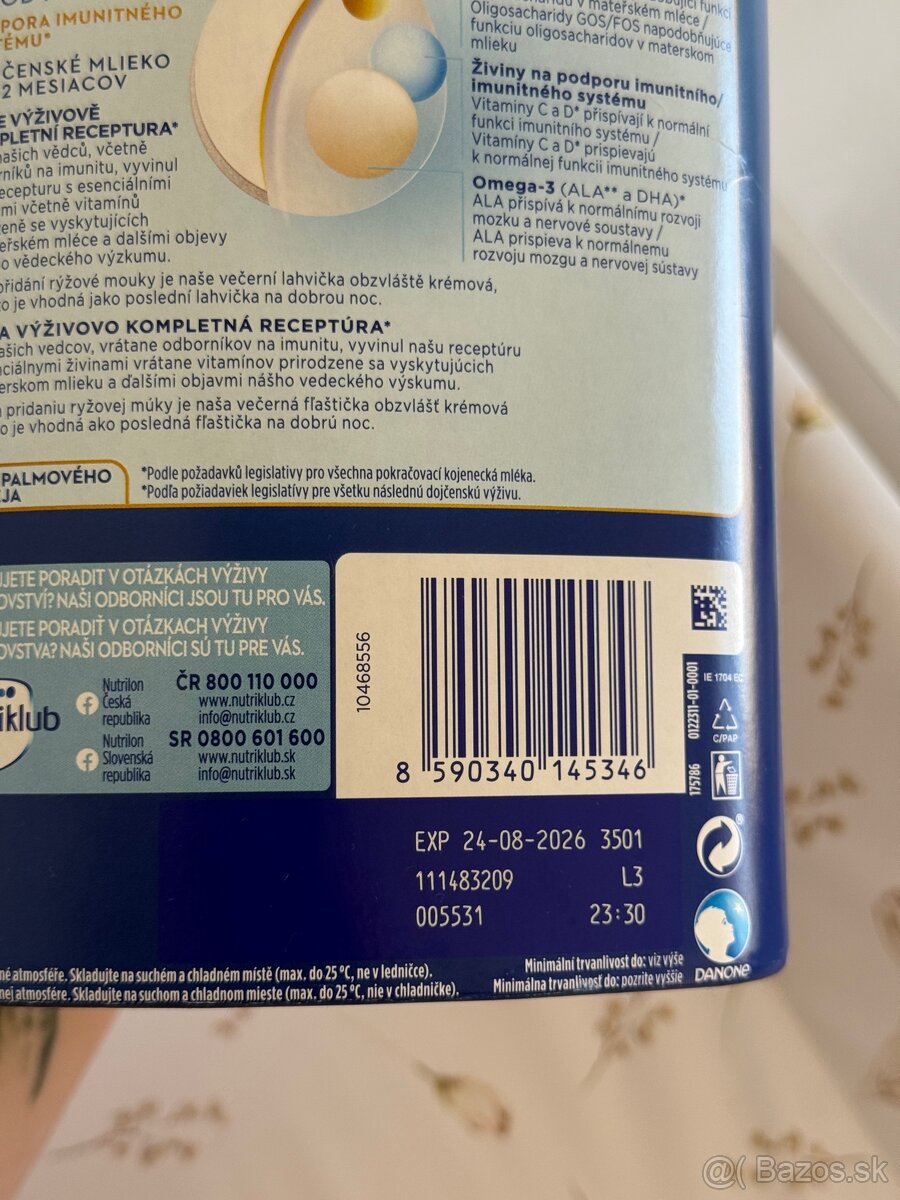 PORA IMUNITNÉHO
TÉMU*
ČENSKÉ MLIEKO
2 MESIACOV
E VÝŽIVOVĚ
PLETNÍ RECEPTURA*
našich vědců, včetně
rníků na imunitu, vyvinul
recepturu s esenciálními
mi včetně vitamínů
zeně se vyskytujících
eřském mléce a dalšími objevy
o vědeckého výzkumu.
přidání rýžové mouky je naše večerní lahvička obzvláště krémová,
o je vhodná jako poslední lahvička na dobrou noc.
A VÝŽIVOVO KOMPLETNÁ RECEPTÚRA*
ašich vedcov, vrátane odborníkov na imunitu, vyvinul našu receptúru
nciálnymi živinami vrátane vitamínov prirodzene sa vyskytujúcich
terskom mlieku a ďalšími objavmi nášho vedeckého výskumu.
pridaniu ryžovej múky je naša večerná fľaštička obzvlášť krémová
o je vhodná ako posledná fľaštička na dobrú noc.
v mateřském mléce /
Oligosacharidy GOS/FOS napodobňujúce
funkciu oligosacharidov v materskom
mlieku
Živiny na podporu imunitního/
imunitného systému
Vitaminy C a D* přispívají k normální
funkci imunitního systému /
Vitamíny C a D* prispievajú
k normálnej funkcii imunitného systému
Omega-3 (ALA** a DHA)*
ALA přispívá k normálnímu rozvoji
mozku a nervové soustavy /
ALA prispieva k normálnemu
rozvoju mozgu a nervovej sústavy
PALMOVÉHO
EJA
*Podle požadavků legislativy pro všechna pokračovací kojenecká mléka.
*Podľa požiadaviek legislatívy pre všetku následnú dojčenskú výživu.
UJETE PORADIT V OTÁZKÁCH VÝŽIVY
OVSTVÍ? NAŠI ODBORNÍCI JSOU TU PRO VÁS.
UJETE PORADIŤ V OTÁZKACH VÝŽIVY
OVSTVA? NAŠI ODBORNÍCI SÚ TU PRE VÁS.
iklub
Nutrilon
Česká
republika
ČR 800 110 000
www.nutriklub.cz
info@nutriklub.cz
Nutrilon
Slovenská
republika
SR 0800 601 600
www.nutriklub.sk
info@nutriklub.sk
10468556
8 590340 145346
IE 1704 EC
0122311-01-0001
175786
C/PAP
EXP 24-08-2026 3501
111483209 L3
005531 23:30
DANONE
né atmosféře. Skladujte na suchém a chladném místě (max. do 25 °C, ne v ledničce).
nej atmosfére. Skladujte na suchom a chladnom mieste (max. do 25 °C, nie v chladničke).
Minimální trvanlivost do: viz výše
Minimálna trvanlivosť do: pozrite vyššie
@( Bazos.sk